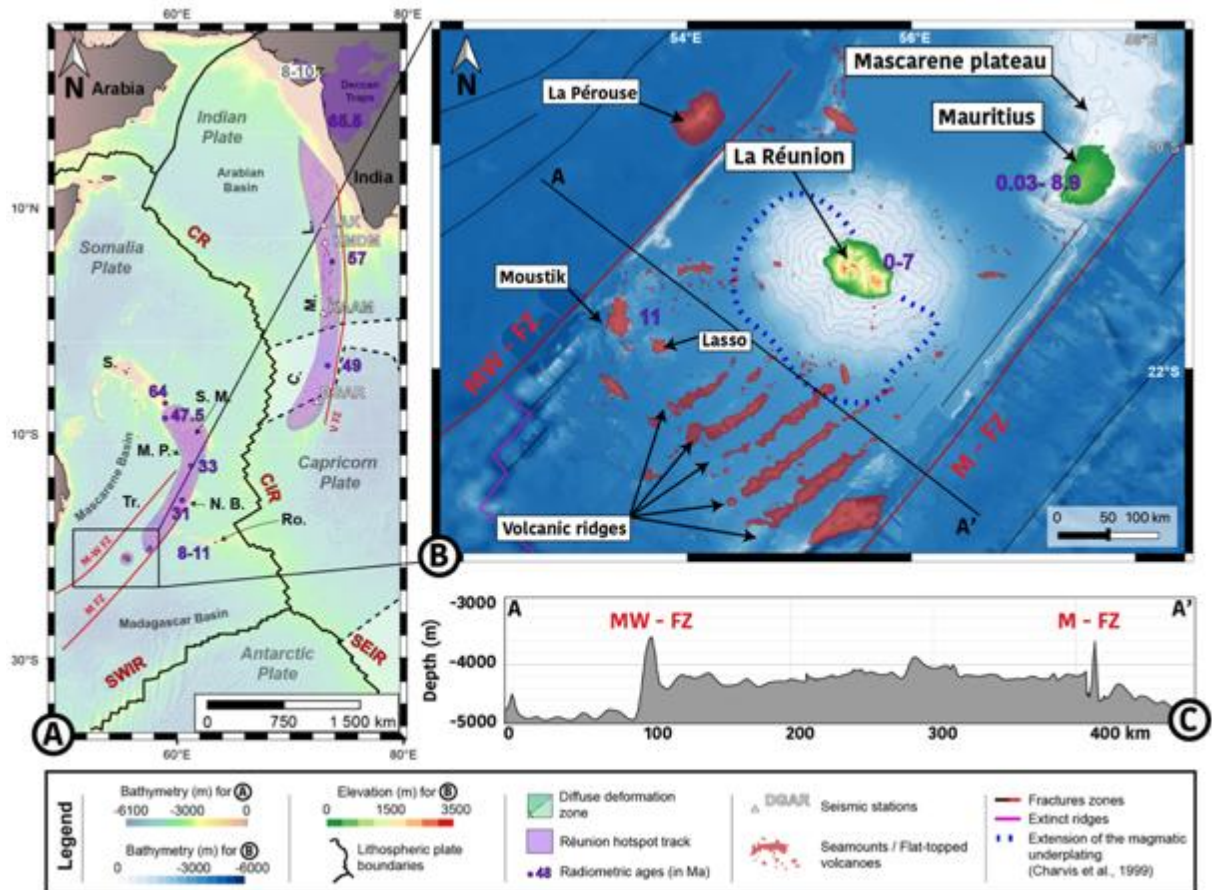 60°E
80°E
N
Arabia
8-10
Deccan
Traps
65.5
Indian
Plate
Arabian
Basin
India
10°N
Somalia
Plate
CR
L.
57
M.
49
C.
DGAR
V FZ
S.
64
47.5
S. M.
10°S
M. P.
33
Mascarene Basin
CIR
Capricorn
Plate
Tr.
N. B.
31
Ro.
M-W FZ
8-11
M FZ
Madagascar Basin
30°S
SWIR
Antarctic
Plate
SEIR
0 750 1 500 km
A
60°E
80°E
54°E
56°E
N
Mascarene plateau
La Pérouse
Mauritius
La Réunion
A
0.03- 8.9
0-7
Moustik
11
Lasso
MW - FZ
22°S
M - FZ
Volcanic ridges
A'
0 50 100 km
B
-3000
A
A'
MW - FZ
M - FZ
Depth (m)
-4000
-5000
0
100
200
300
400 km
C
Legend
Bathymetry (m) for A
-6100 -3000 0
Bathymetry (m) for B
0 -3000 -6000
Elevation (m) for B
0 1500 3500
Lithospheric plate
boundaries
Diffuse deformation
zone
Réunion hotspot track
48 Radiometric ages (in Ma)
DGAR Seismic stations
Seamounts / Flat-topped
volcanoes
Fractures zones
Extinct ridges
Extension of the magmatic
underplating
(Charvis et al., 1999)